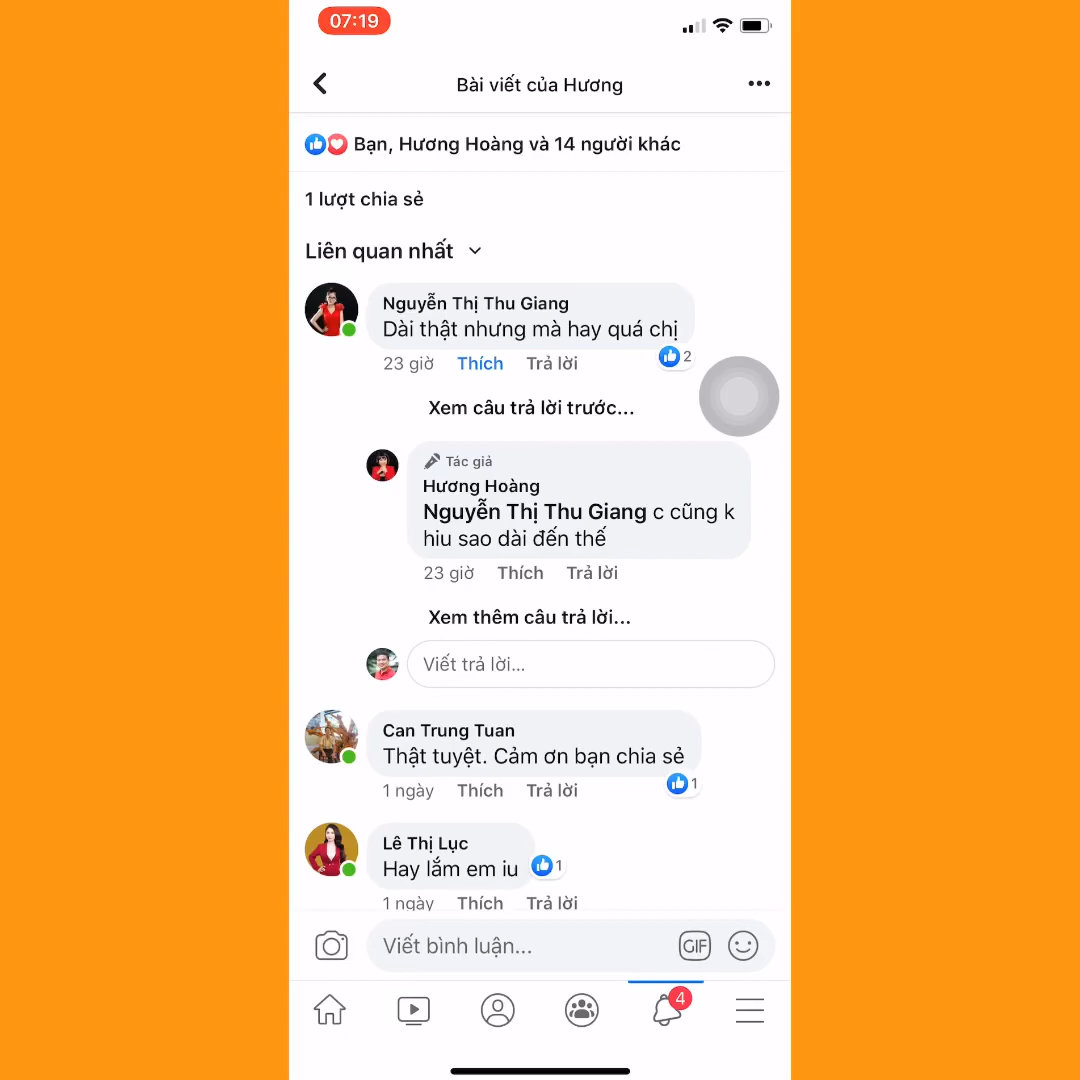 07:19
Bài viết của Hương
Bạn, Hương Hoàng và 14 người khác
1 lượt chia sẻ
Liên quan nhất
Nguyễn Thị Thu Giang
Dài thật nhưng mà hay quá chị
23 giờ Thích Trả lời 2
Xem câu trả lời trước...
Tác giả
Hương Hoàng
Nguyễn Thị Thu Giang c cũng k
hiu sao dài đến thế
23 giờ Thích Trả lời
Xem thêm câu trả lời...
Viết trả lời...
Can Trung Tuan
Thật tuyệt. Cảm ơn bạn chia sẻ
1 ngày Thích Trả lời 1
Lê Thị Lục
Hay lắm em iu 1
1 ngày Thích Trả lời
Viết bình luận... GIF
4